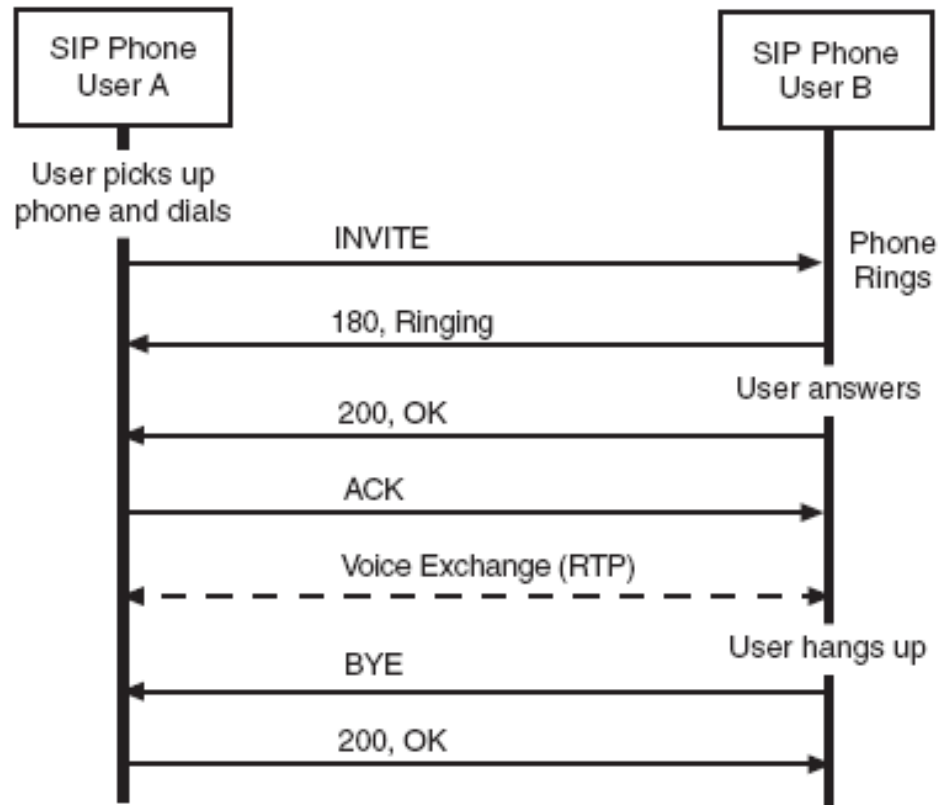 SIP Phone
User A
SIP Phone
User B
User picks up
phone and dials
INVITE
Phone
Rings
180, Ringing
User answers
200, OK
ACK
Voice Exchange (RTP)
User hangs up
BYE
200, OK